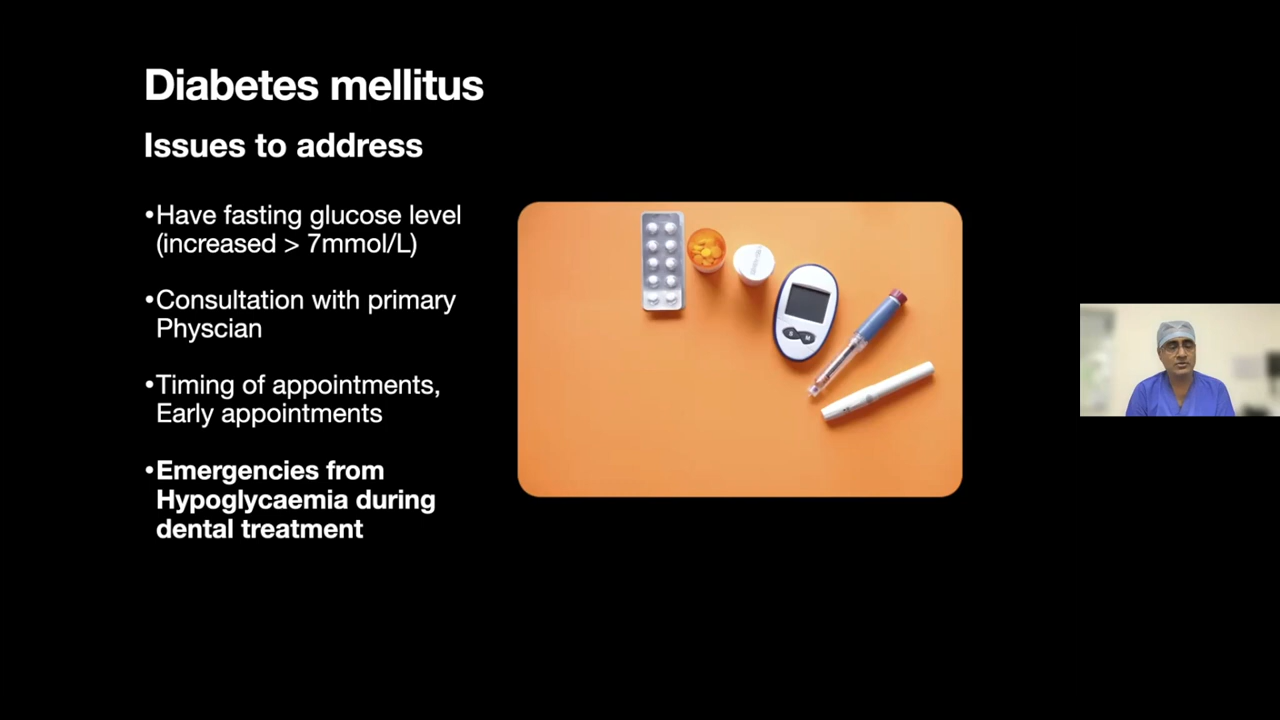 Diabetes mellitus
Issues to address
•Have fasting glucose level
(increased > 7mmol/L)
•Consultation with primary
Physcian
•Timing of appointments,
Early appointments
•Emergencies from
Hypoglycaemia during
dental treatment